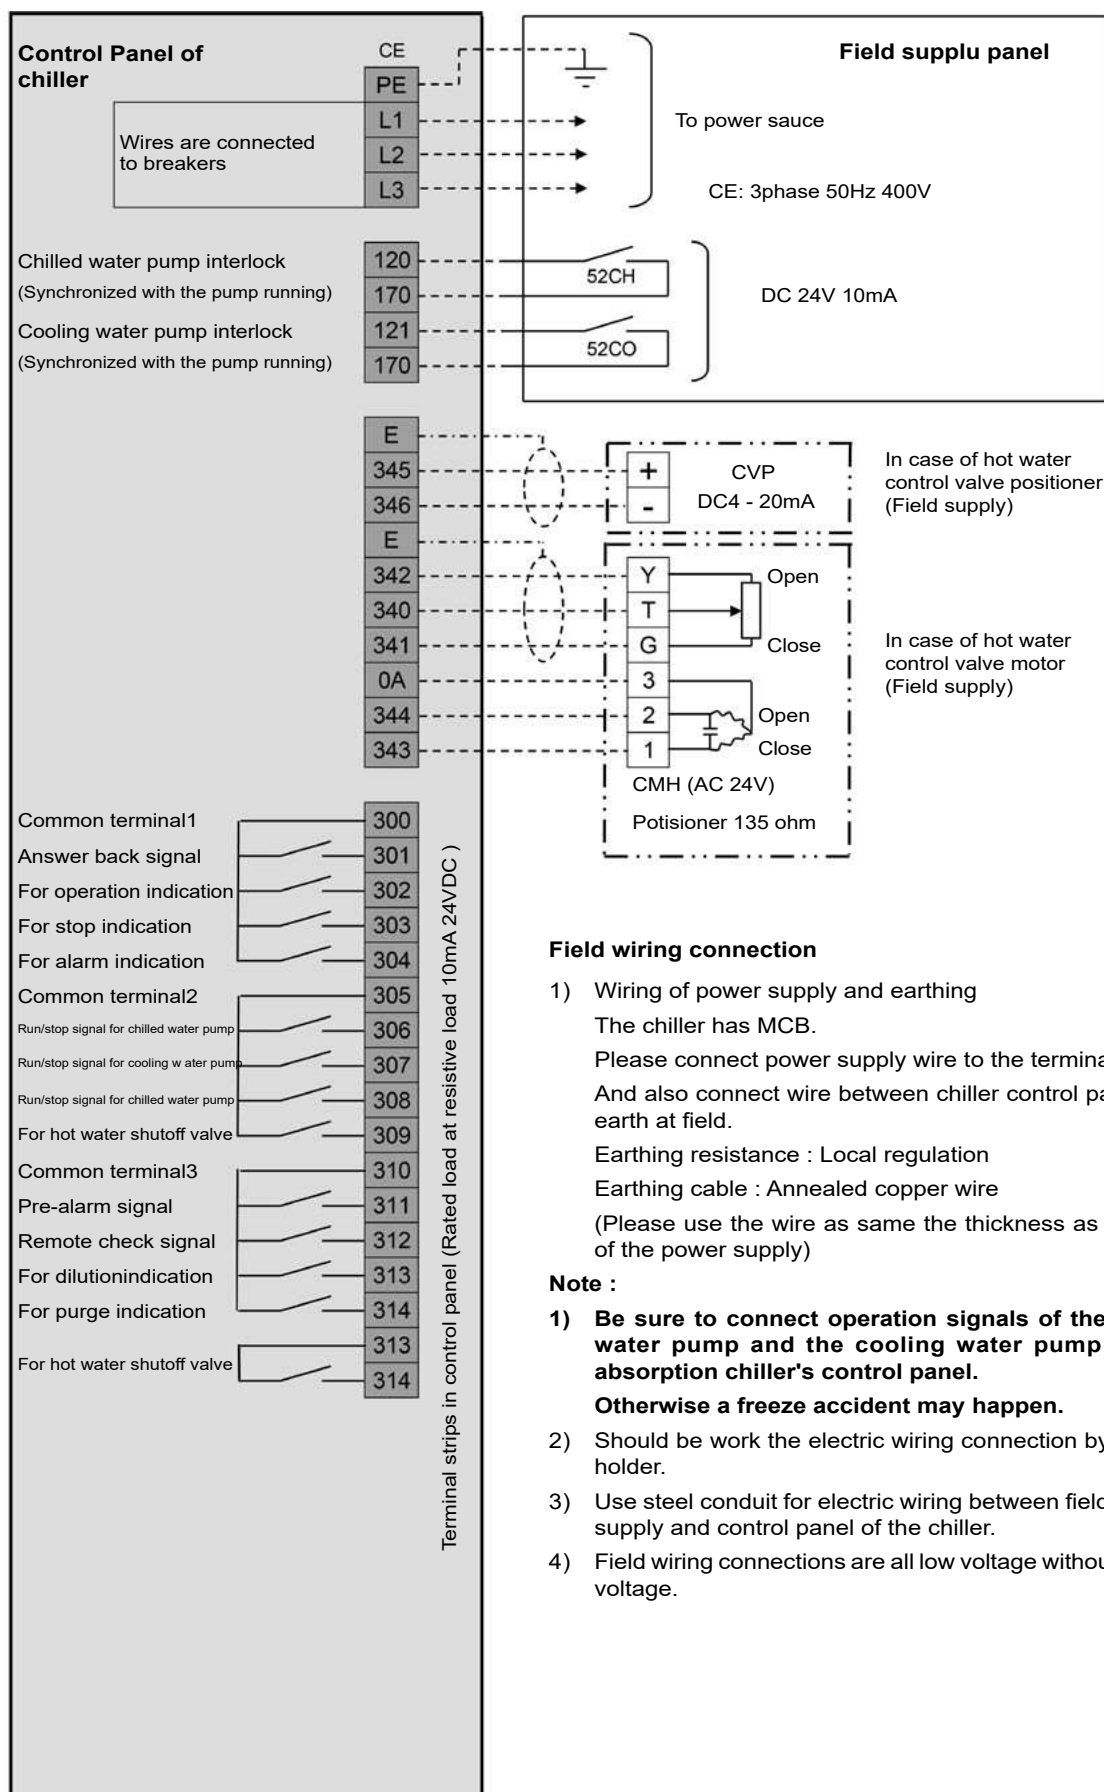 Control Panel of
chiller
CE
Field supplu panel
PE
L1
L2
L3
Wires are connected
to breakers
To power sauce
CE: 3phase 50Hz 400V
Chilled water pump interlock
(Synchronized with the pump running)
Cooling water pump interlock
(Synchronized with the pump running)
120
170
121
170
52CH
52CO
DC 24V 10mA
E
345
346
E
342
340
341
0A
344
343
+
-
CVP
DC4 - 20mA
In case of hot water
control valve positioner
(Field supply)
Y
T
G
3
2
1
Open
Close
Open
Close
CMH (AC 24V)
Potisioner 135 ohm
In case of hot water
control valve motor
(Field supply)
Common terminal1 300
Answer back signal 301
For operation indication 302
For stop indication 303
For alarm indication 304
Common terminal2 305
Run/stop signal for chilled water pump 306
Run/stop signal for cooling w ater pump 307
Run/stop signal for chilled water pump 308
For hot water shutoff valve 309
Common terminal3 310
Pre-alarm signal 311
Remote check signal 312
For dilutionindication 313
For purge indication 314
For hot water shutoff valve
313
314
Terminal strips in control panel (Rated load at resistive load 10mA 24VDC )
Field wiring connection
1) Wiring of power supply and earthing
The chiller has MCB.
Please connect power supply wire to the
And also connect wire between chiller control
earth at field.
Earthing resistance : Local regulation
Earthing cable : Annealed copper wire
(Please use the wire as same the thickness as
of the power supply)
Note :
1) Be sure to connect operation signals of the
water pump and the cooling water pump
absorption chiller's control panel.
Otherwise a freeze accident may happen.
2) Should be work the electric wiring connection by
holder.
3) Use steel conduit for electric wiring between field
supply and control panel of the chiller.
4) Field wiring connections are all low voltage
voltage.